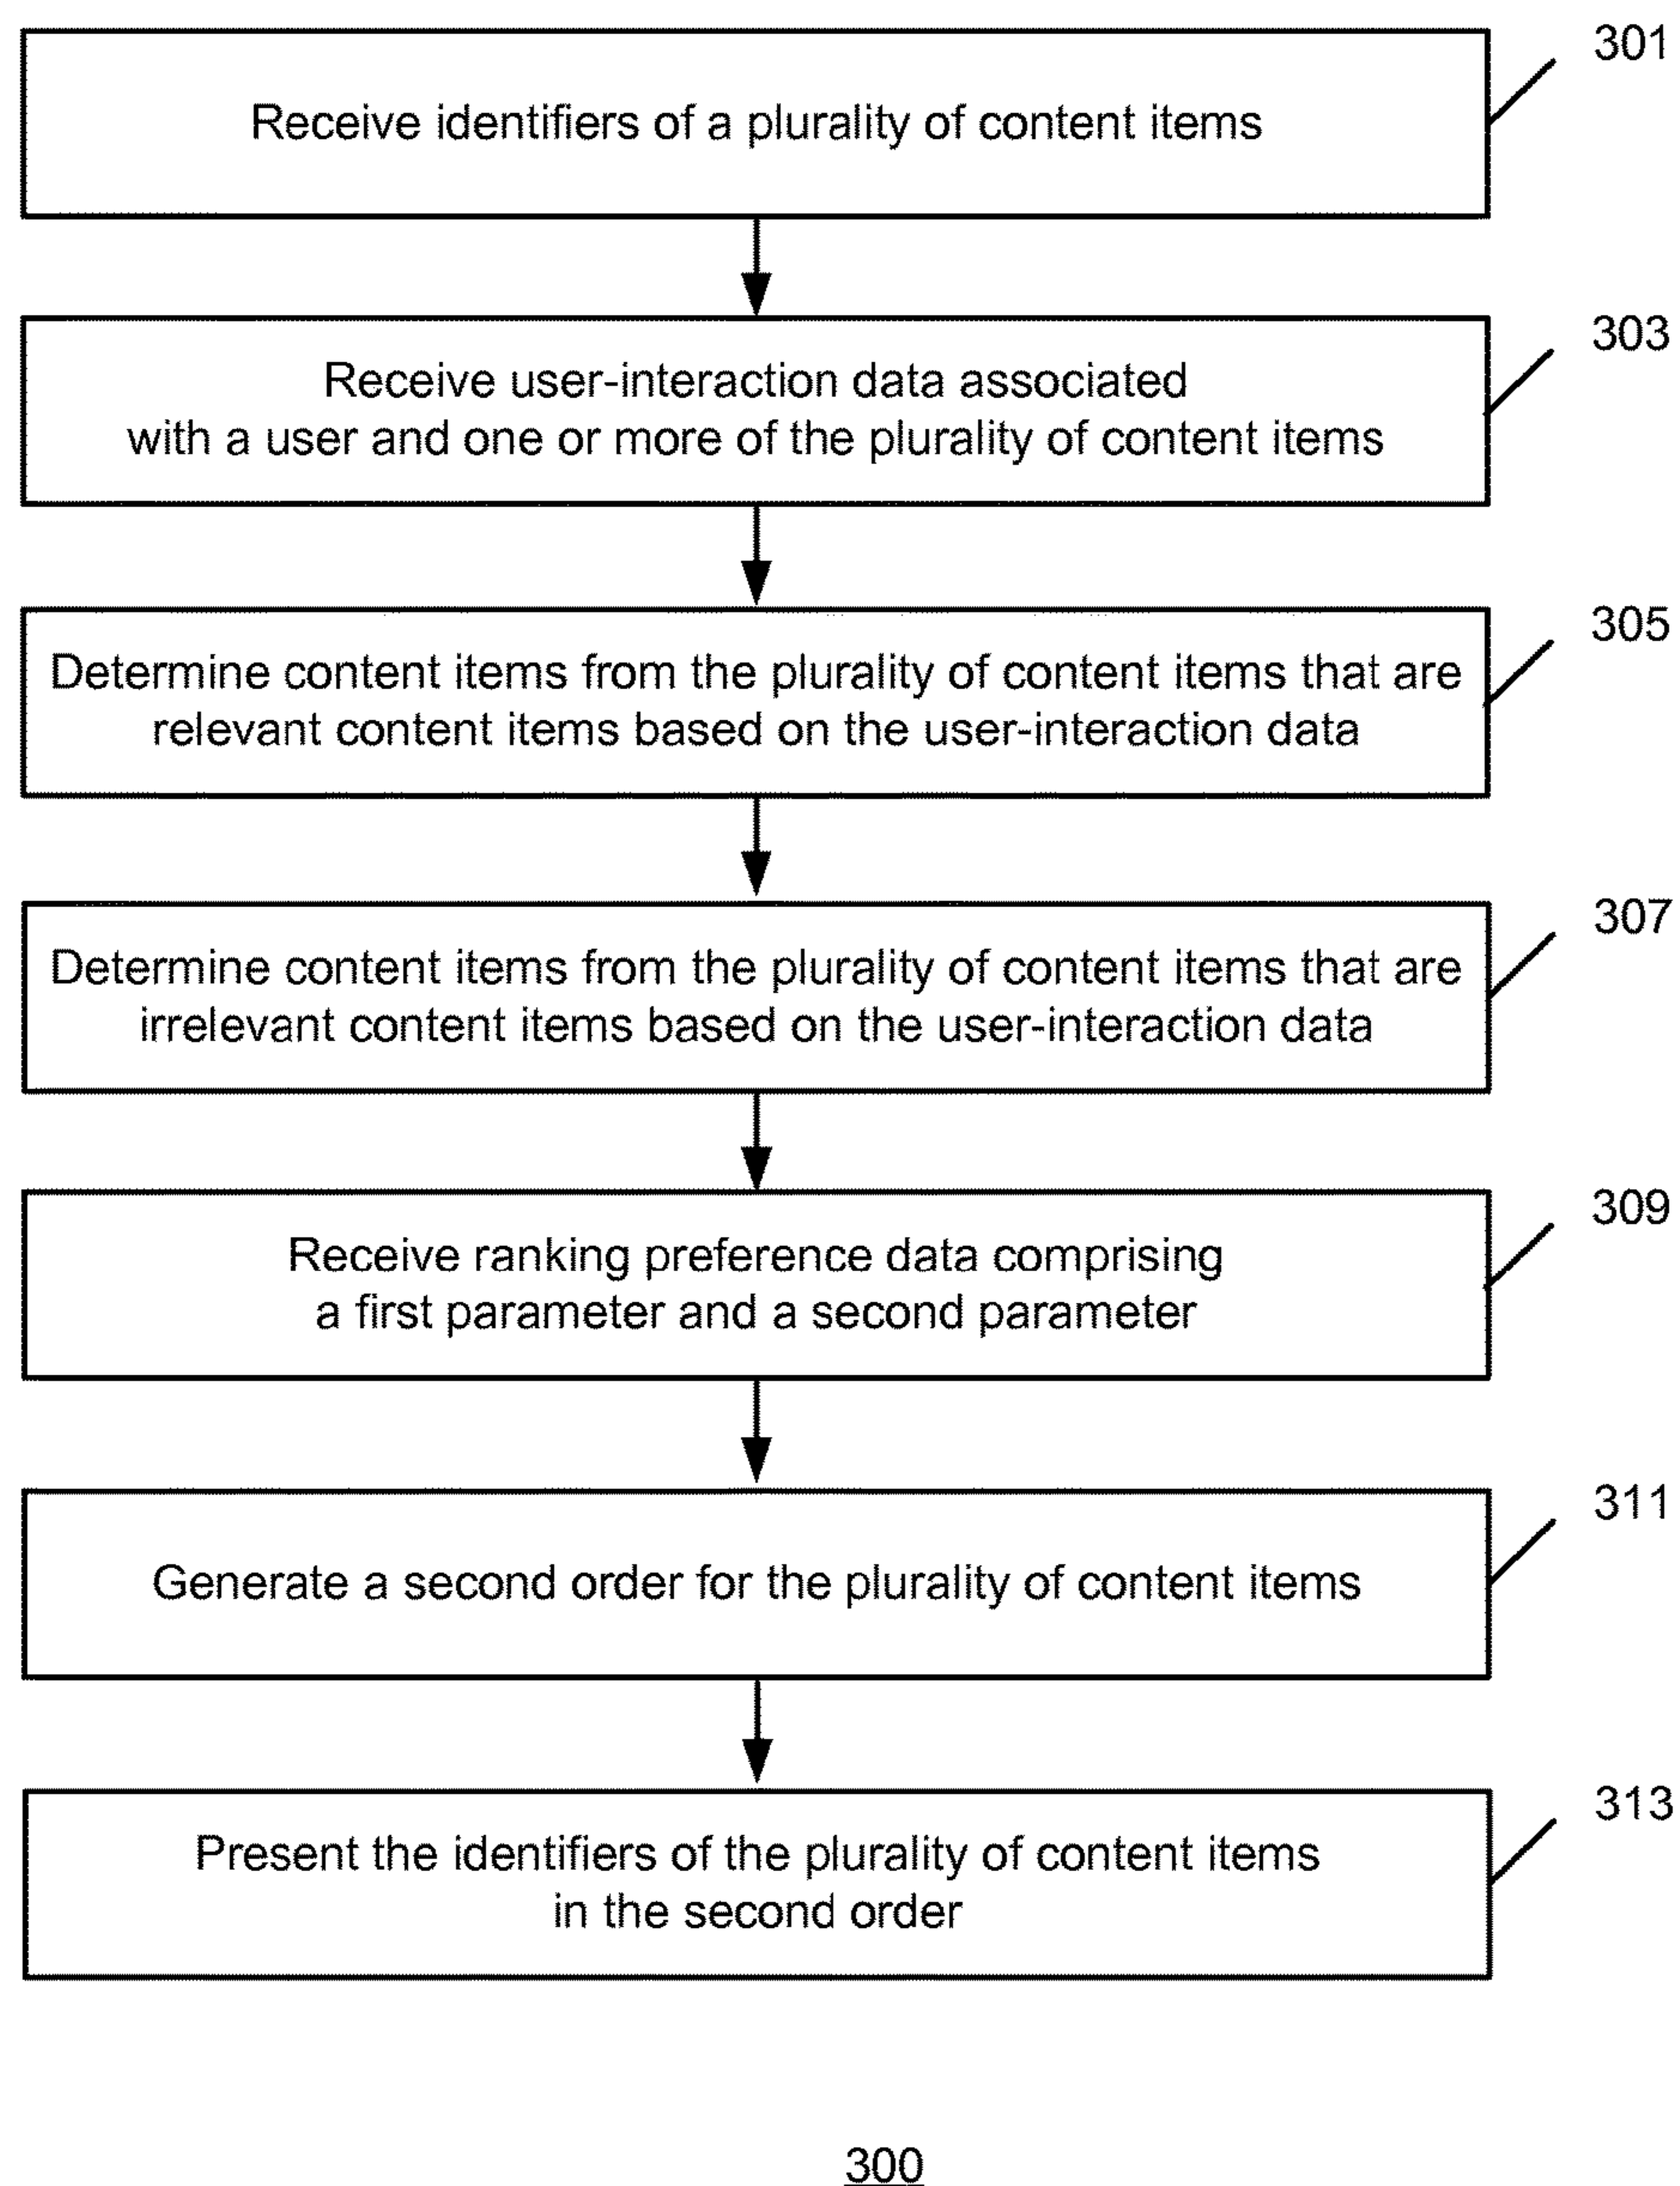 301
Receive identifiers of a plurality of content items
303
Receive user-interaction data associated
with a user and one or more of the plurality of content items
305
Determine content items from the plurality of content items that are
relevant content items based on the user-interaction data
307
Determine content items from the plurality of content items that are
irrelevant content items based on the user-interaction data
309
Receive ranking preference data comprising
a first parameter and a second parameter
311
Generate a second order for the plurality of content items
313
Present the identifiers of the plurality of content items
in the second order
300